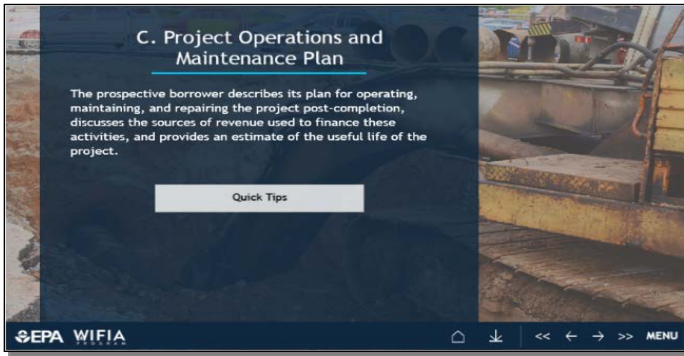 C. Project Operations and
Maintenance Plan
The prospective borrower describes its plan for operating,
maintaining, and repairing the project post-completion,
discusses the sources of revenue used to finance these
activities, and provides an estimate of the useful life of the
project.
Quick Tips
EPA WIFIA
PROGRAM
<< ← → >> MENU